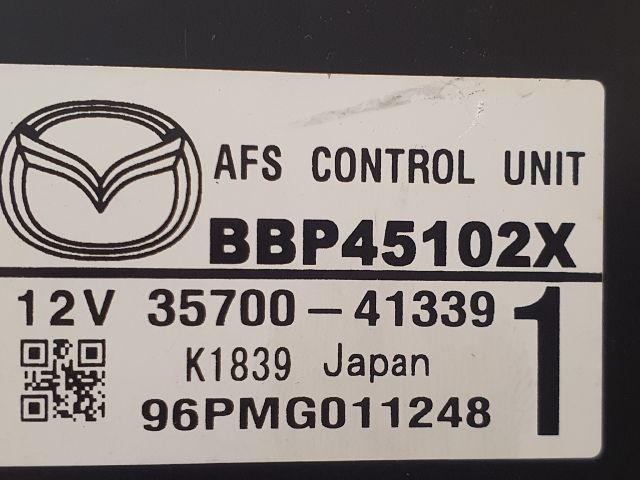 AFS CONTROL UNIT
BBP45102X
12V 35700-41339 1
K1839 Japan
96PMG011248